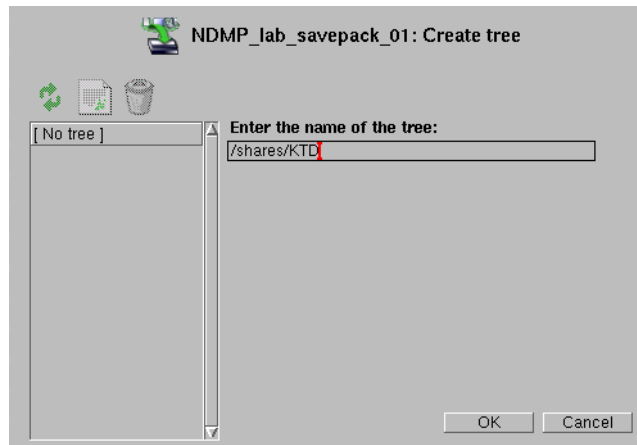 NDMP_lab_savepack_01: Create tree
[ No tree ]
Enter the name of the tree:
/shares/KTD
OK
Cancel